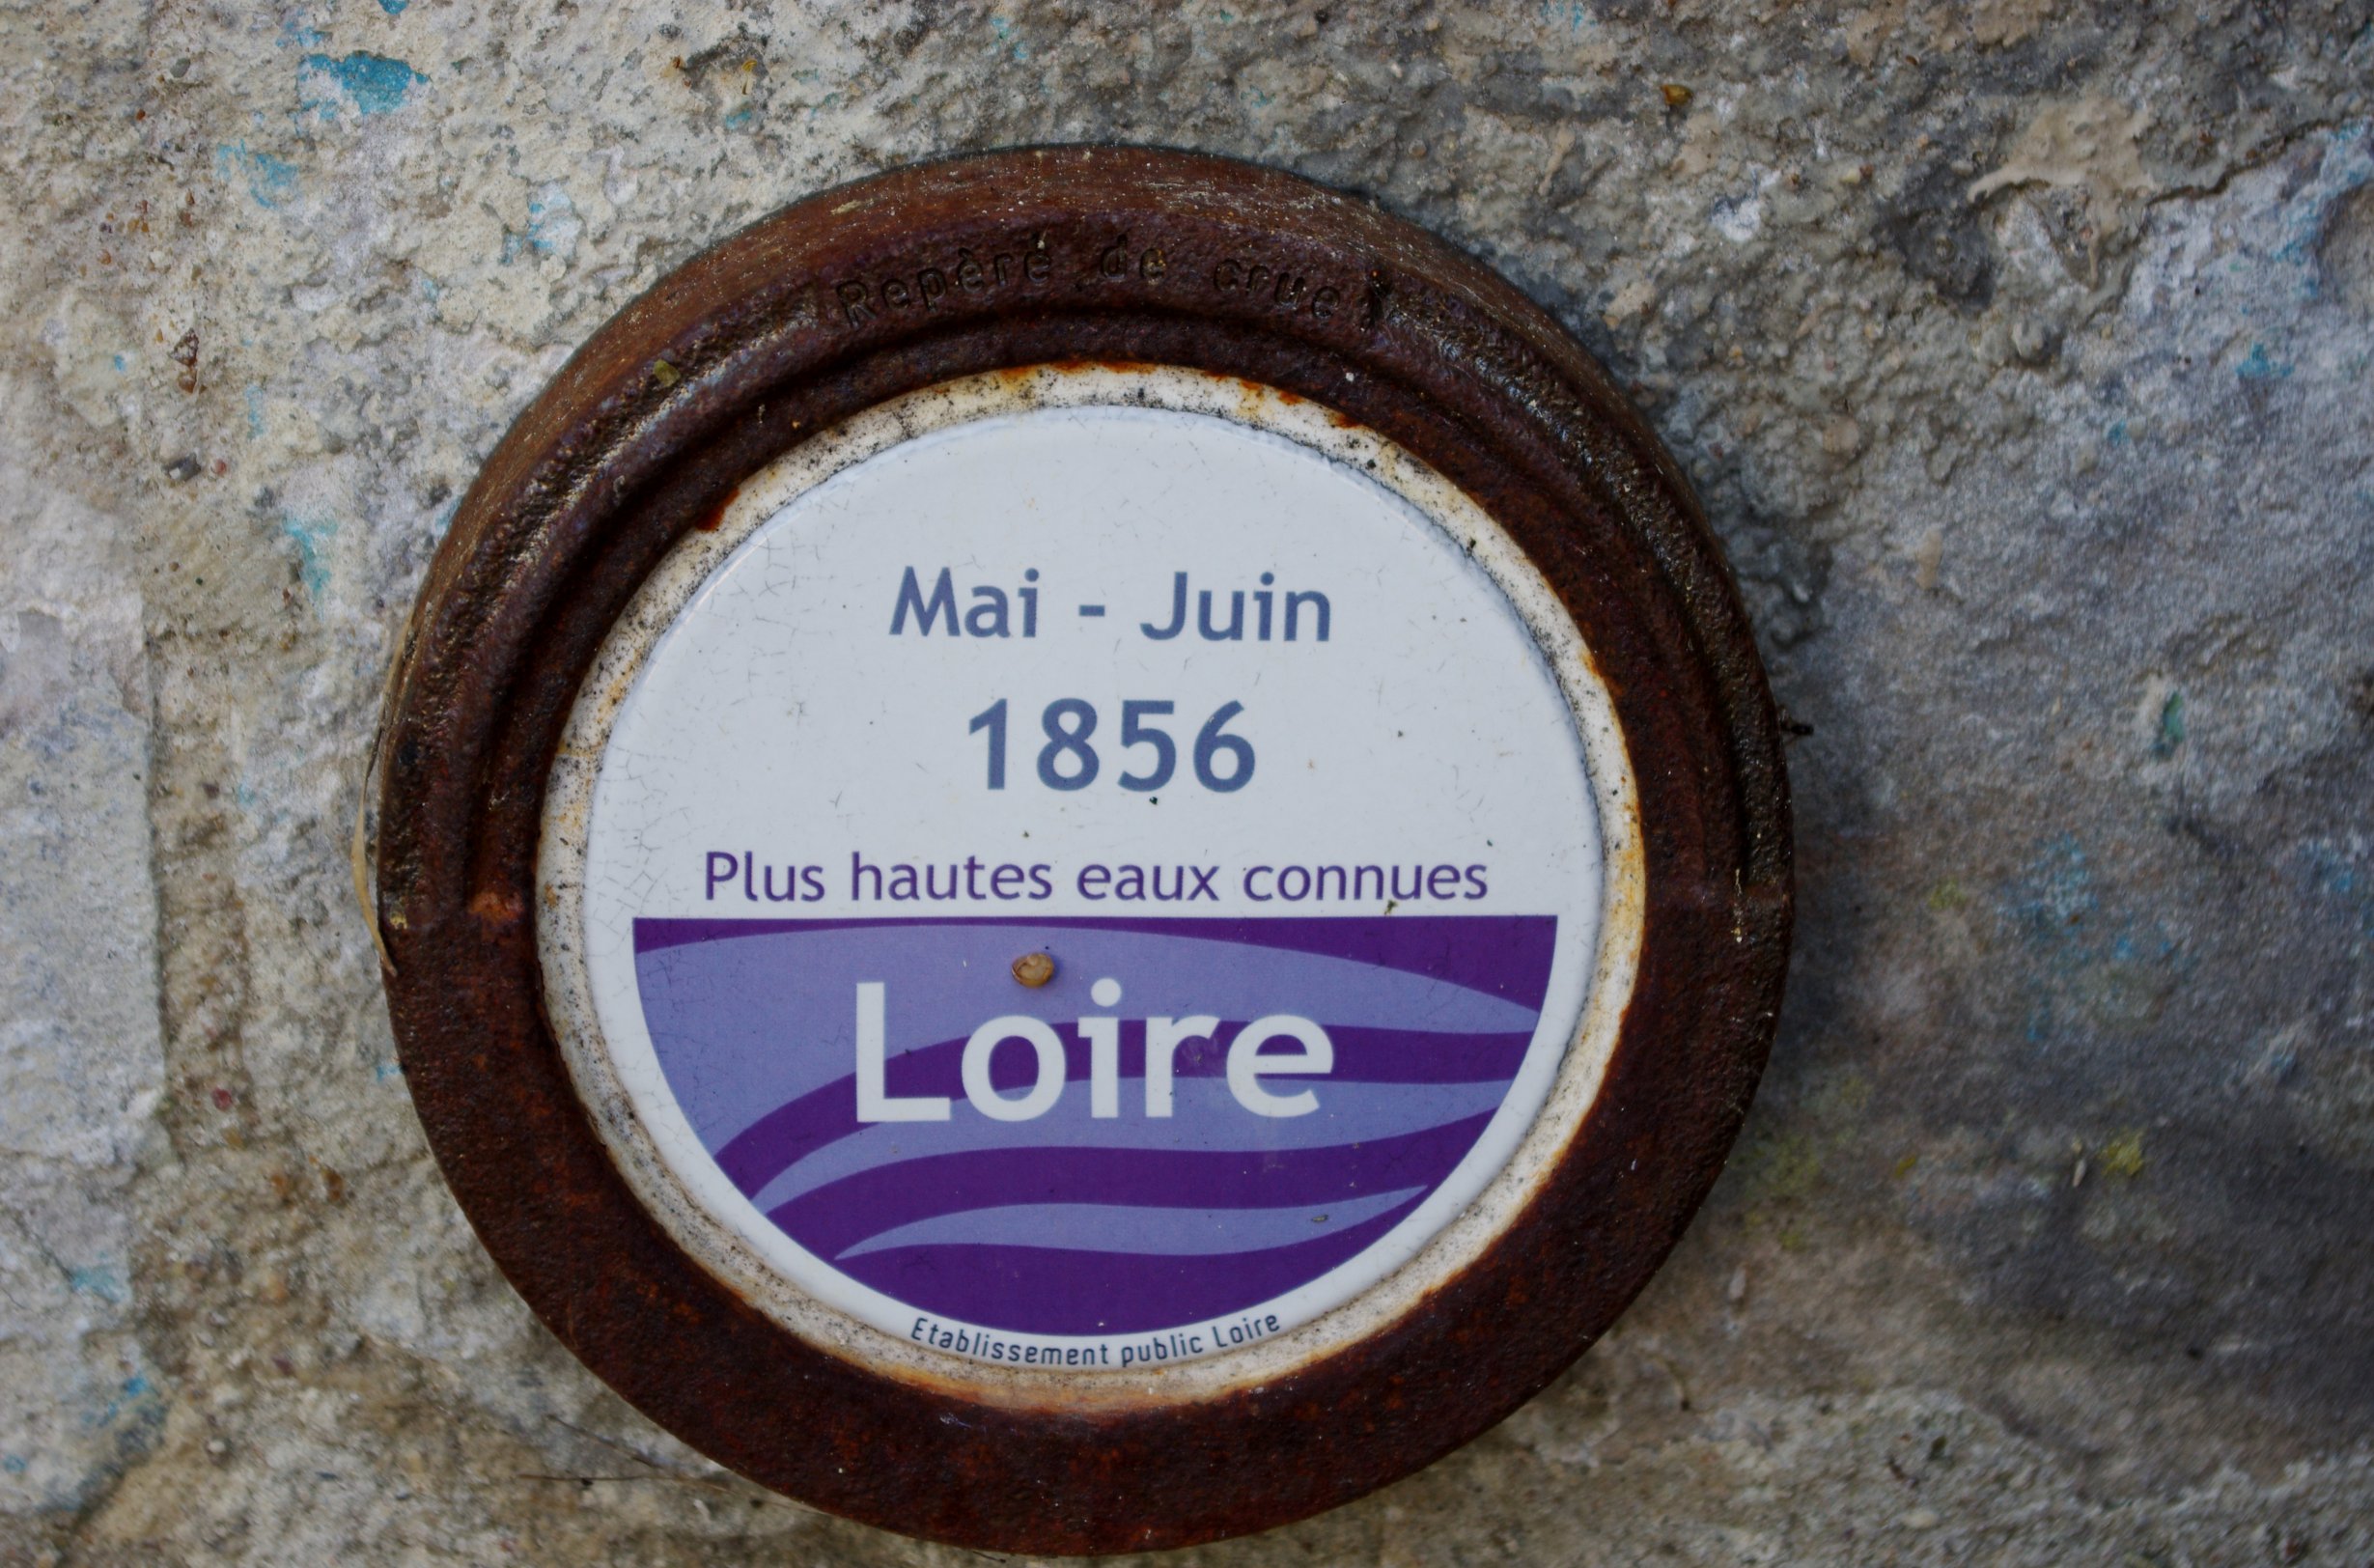 Repère de crue
Mai - Juin
1856
Plus hautes eaux connues
Loire
Etablissement public Loire